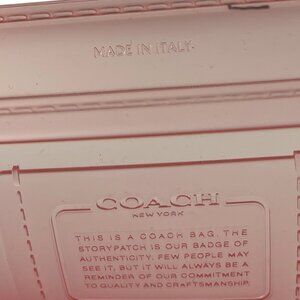 MADE IN ITALY.
COACH
NEW YORK
THIS IS A COACH BAG. THE
STORYPATCH IS OUR BADGE OF
AUTHENTICITY. FEW PEOPLE MAY
SEE IT, BUT IT WILL ALWAYS BE A
REMINDER OF OUR COMMITMENT
TO QUALITY AND CRAFTSMANSHIP.